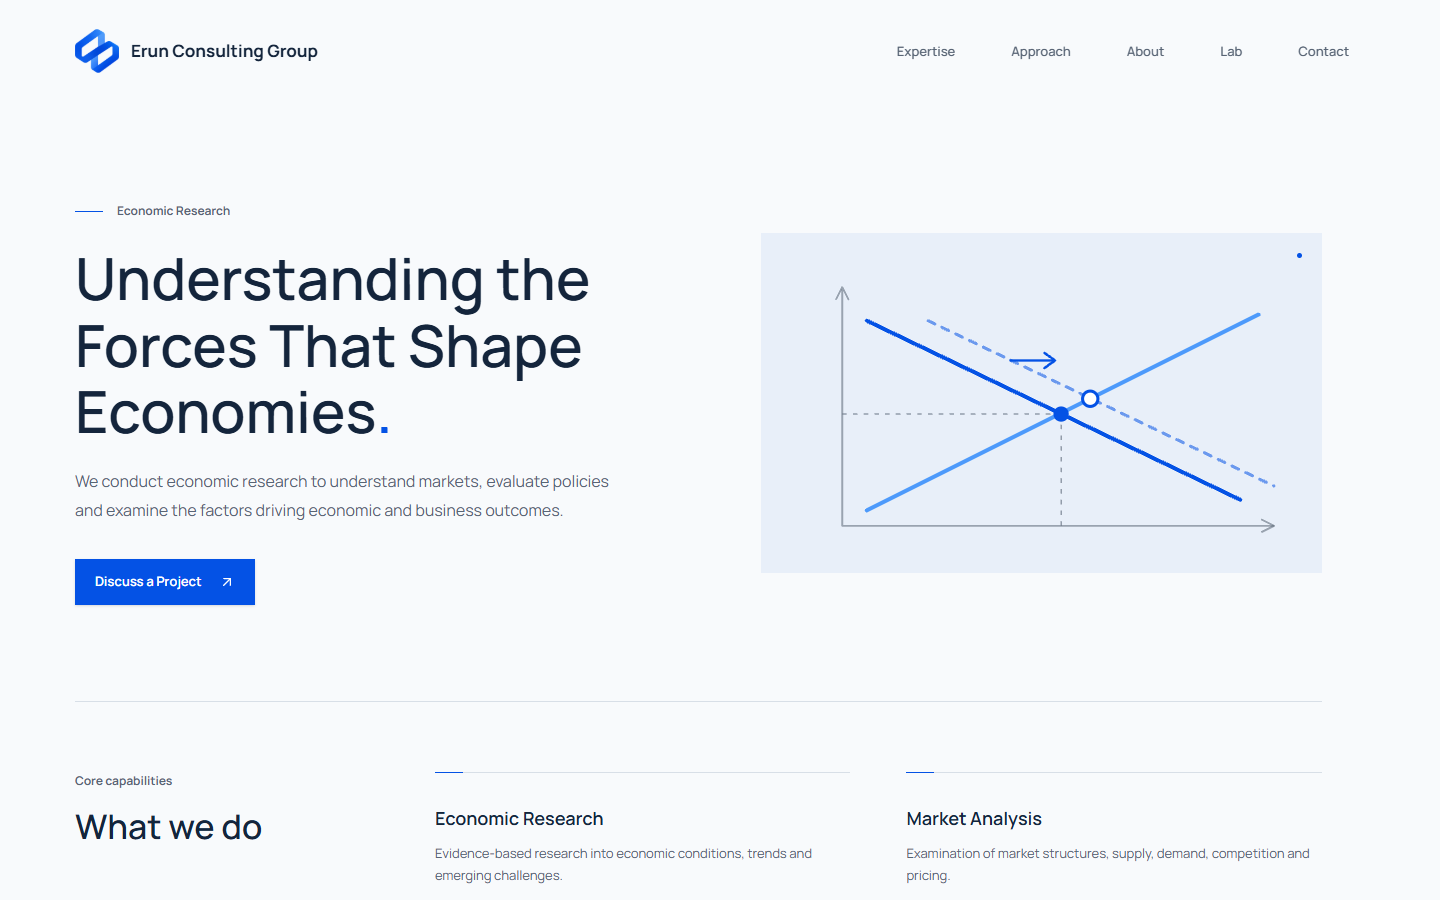 Erun Consulting Group
Expertise
Approach
About
Lab
Contact
Economic Research
Understanding the
Forces That Shape
Economies.
We conduct economic research to understand markets, evaluate policies
and examine the factors driving economic and business outcomes.
Discuss a Project
Core capabilities
What we do
Economic Research
Evidence-based research into economic conditions, trends and
emerging challenges.
Market Analysis
Examination of market structures, supply, demand, competition and
pricing.